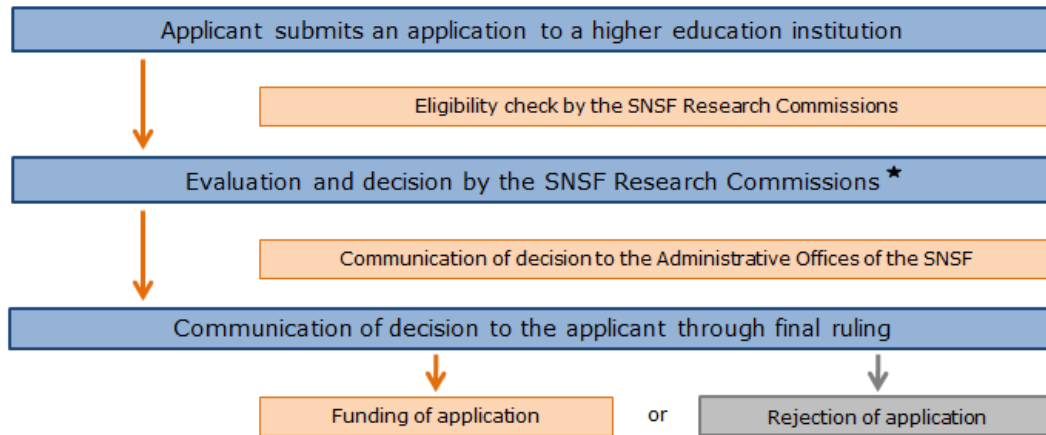 Applicant submits an application to a higher education institution
Eligibility check by the SNSF Research Commissions
Evaluation and decision by the SNSF Research Commissions ★
Communication of decision to the Administrative Offices of the SNSF
Communication of decision to the applicant through final ruling
Funding of application or Rejection of application